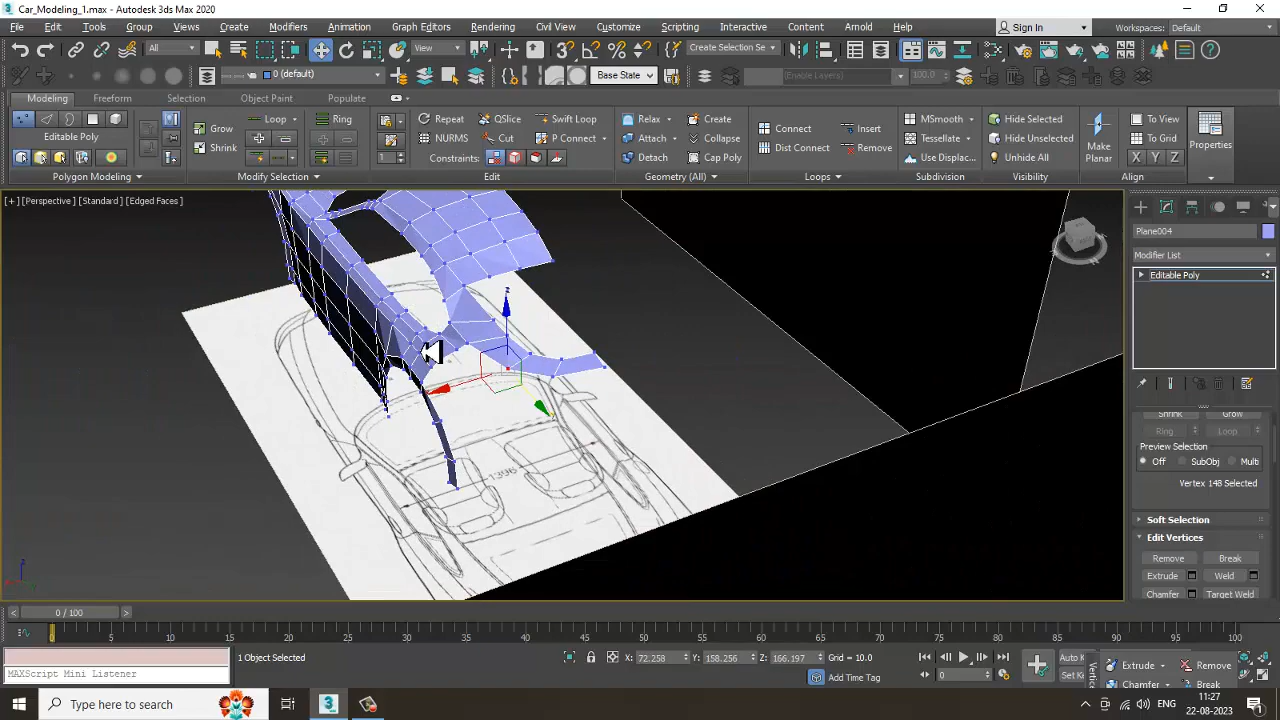 Car_Modeling_1.max - Autodesk 3ds Max 2020
File Edit Tools Group Views Create Modifiers Animation Graph Editors Rendering Civil View Customize Scripting Interactive Content Arnold Help Sign In Workspaces: Default
All View Create Selection Se
0 (default) Base State Enable Layers 100.0
Modeling Freeform Selection Object Paint Populate
Grow Loop Ring Repeat QSlice Swift Loop Relax Create MSmooth Hide Selected To View
Editable Poly Connect Insert
Shrink NURMS Cut P Connect Attach Collapse Tessellate Hide Unselected To Grid
Dist Connect Remove Make Planar Properties
1 Constraints: Detach Cap Poly Use Displac... Unhide All X Y Z
Polygon Modeling Modify Selection Edit Geometry (All) Loops Subdivision Visibility Align
[+] [Perspective] [Standard] [Edged Faces]
Plane004
Modifier List
Editable Poly
1396
Shrink Grow
Ring Loop
Preview Selection
Off SubObj Multi
Vertex 148 Selected
Soft Selection
Edit Vertices
Remove Break
Extrude Weld
Chamfer Target Weld
0 / 100
0 5 10 15 20 25 30 35 40 45 50 55 60 65 70 75 80 85 90 95 100
1 Object Selected X: 72.258 Y: 158.256 Z: 166.197 Grid = 10.0 Auto K Extrude Remove
MAXScript Mini Listener Add Time Tag 0 Set K Chamfer Break
Type here to search ENG 11:27
22-08-2023